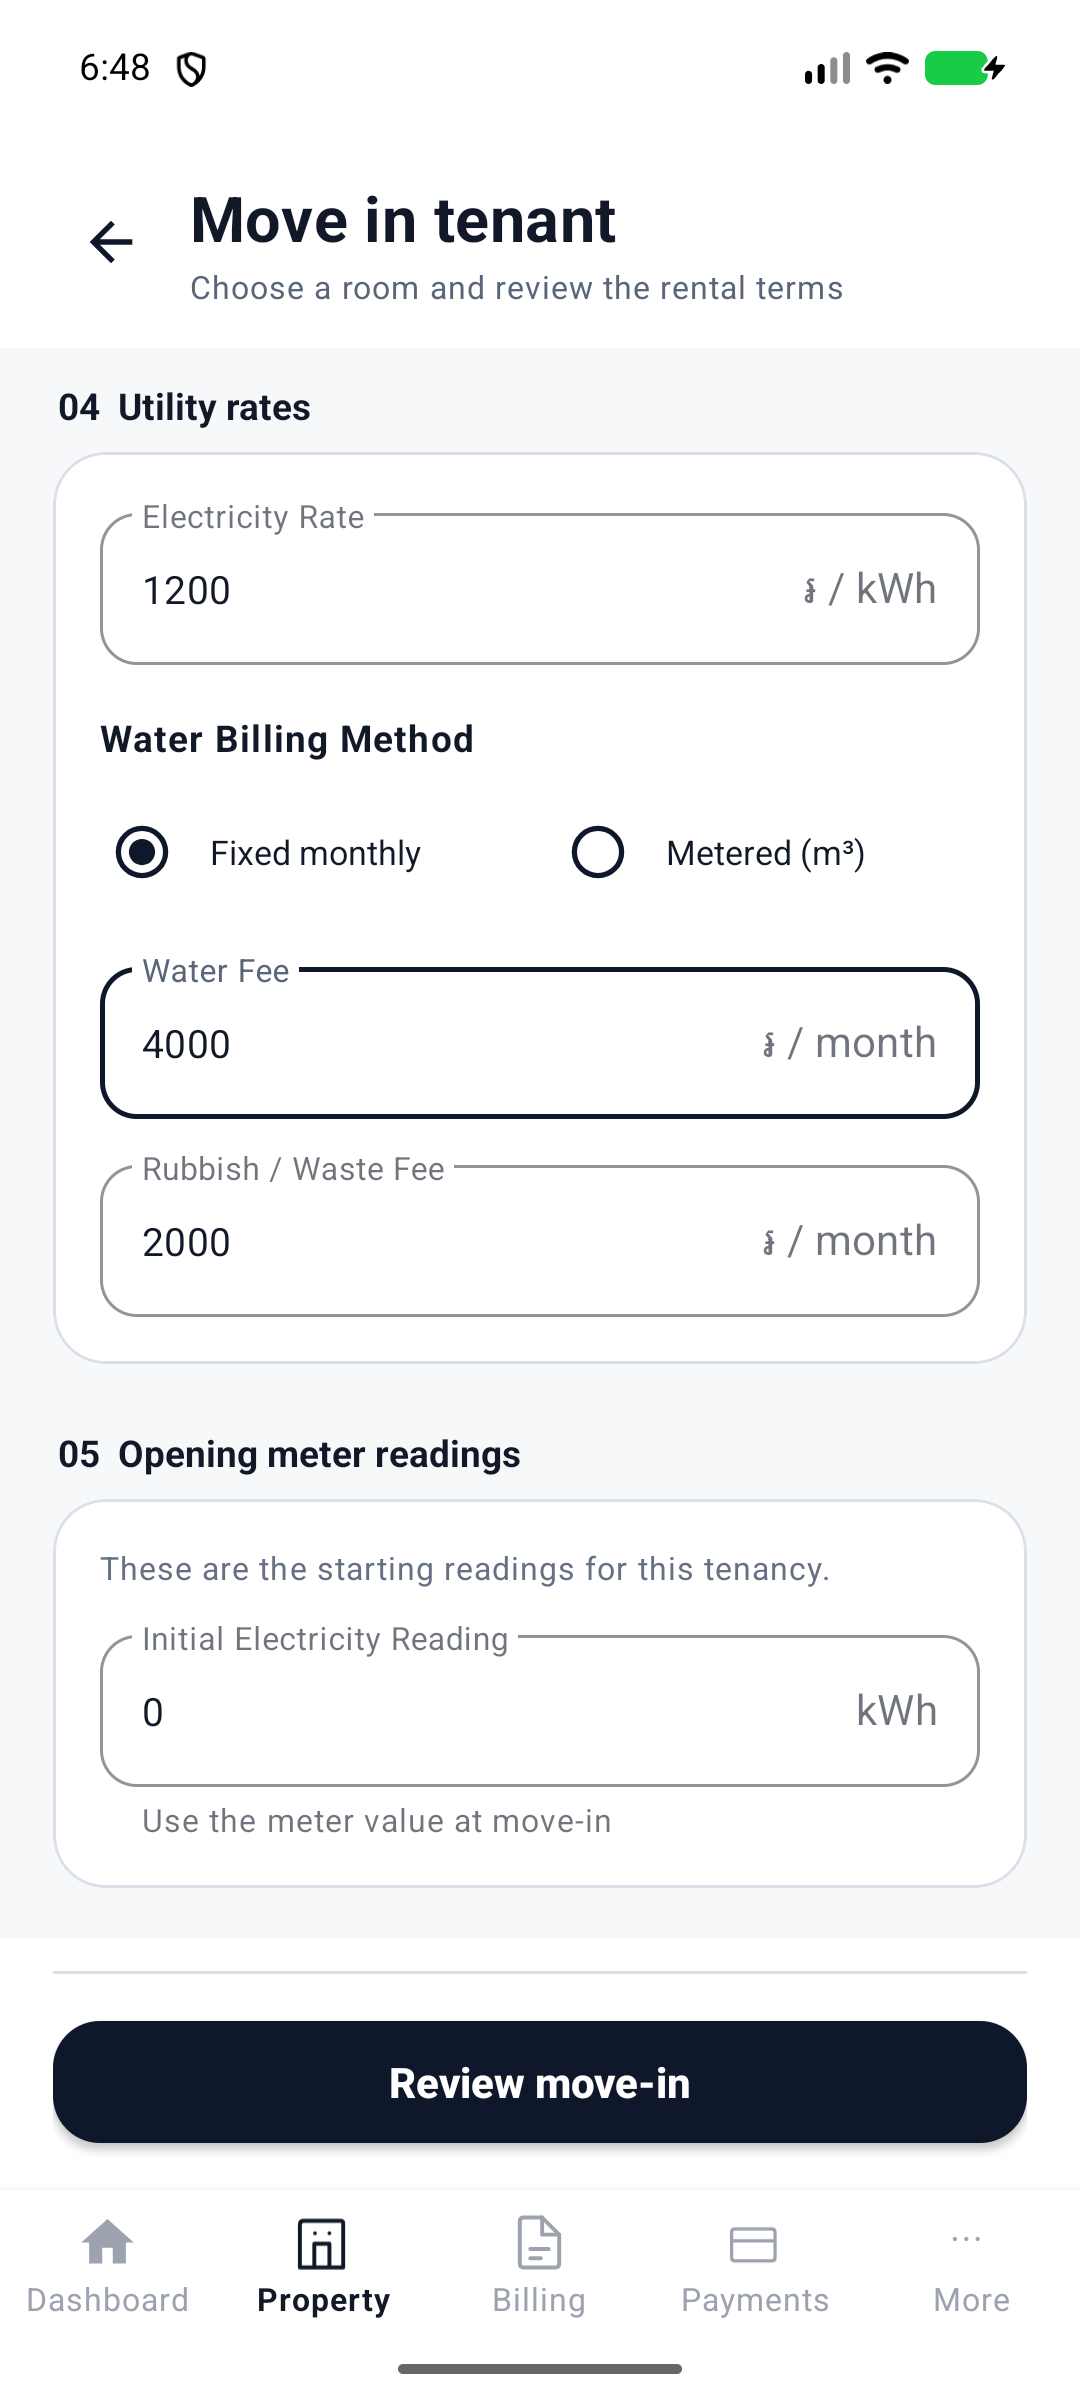 6:48
Move in tenant
Choose a room and review the rental terms
04 Utility rates
Electricity Rate
1200 ៛ / kWh
Water Billing Method
Fixed monthly Metered (m³)
Water Fee
4000 ៛ / month
Rubbish / Waste Fee
2000 ៛ / month
05 Opening meter readings
These are the starting readings for this tenancy.
Initial Electricity Reading
0 kWh
Use the meter value at move-in
Review move-in
Dashboard Property Billing Payments More